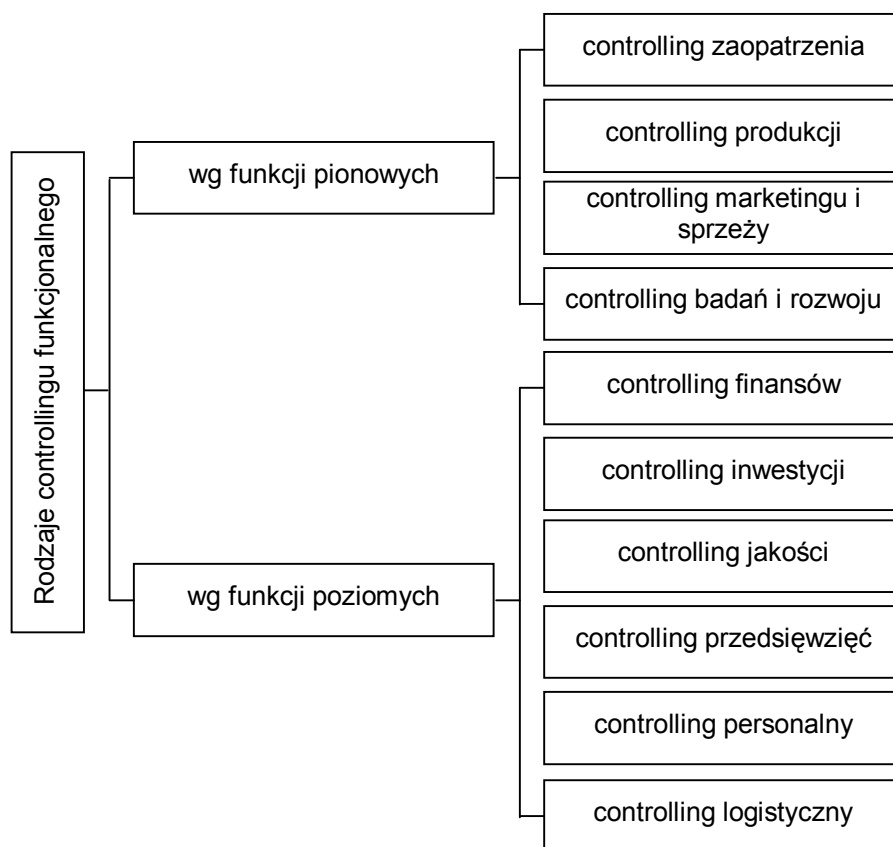 Rodzaje controllingu funkcjonalnego
wg funkcji pionowych
controlling zaopatrzenia
controlling produkcji
controlling marketingu i
sprzeży
controlling badań i rozwoju
wg funkcji poziomych
controlling finansów
controlling inwestycji
controlling jakości
controlling przedsięwzięć
controlling personalny
controlling logistyczny